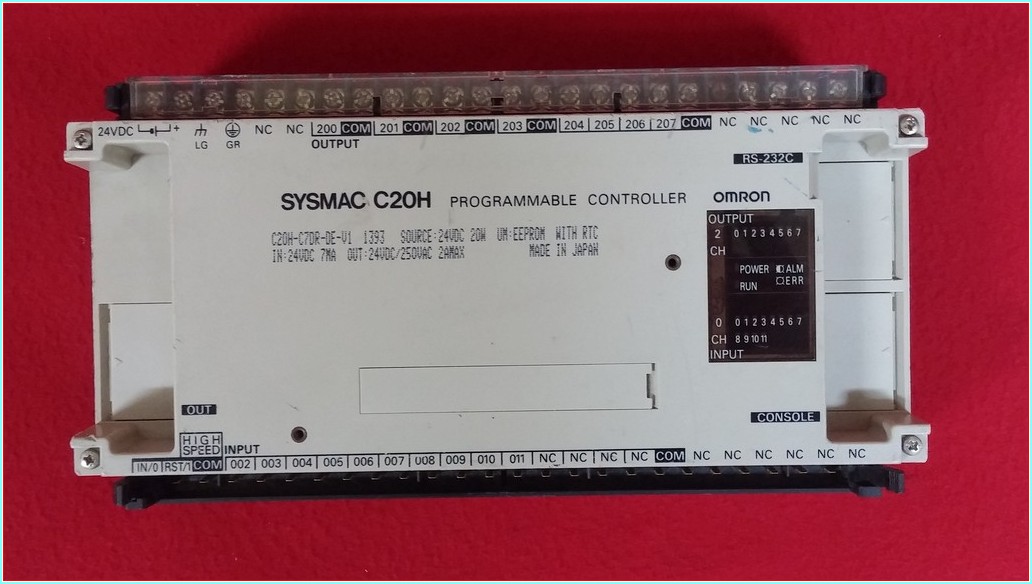 24VDC + LG GR NC NC 200 COM 201 COM 202 COM 203 COM 204 205 206 207 COM NC NC NC NC NC
OUTPUT
RS-232C
SYSMAC C20H PROGRAMMABLE CONTROLLER
OMRON
C20H-C7DR-DE-V1 1393 SOURCE:24VDC 20W UM:EEPROM WITH RTC
IN:24VDC 7MA OUT:24VDC/250VAC 2AMAX MADE IN JAPAN
OUTPUT
2 0 1 2 3 4 5 6 7
CH
POWER ALM
RUN ERR
0 0 1 2 3 4 5 6 7
CH 8 9 10 11
INPUT
OUT
CONSOLE
HIGH
SPEED INPUT
IN/0 RST/1 COM 002 003 004 005 006 007 008 009 010 011 NC NC NC NC COM NC NC NC NC NC NC